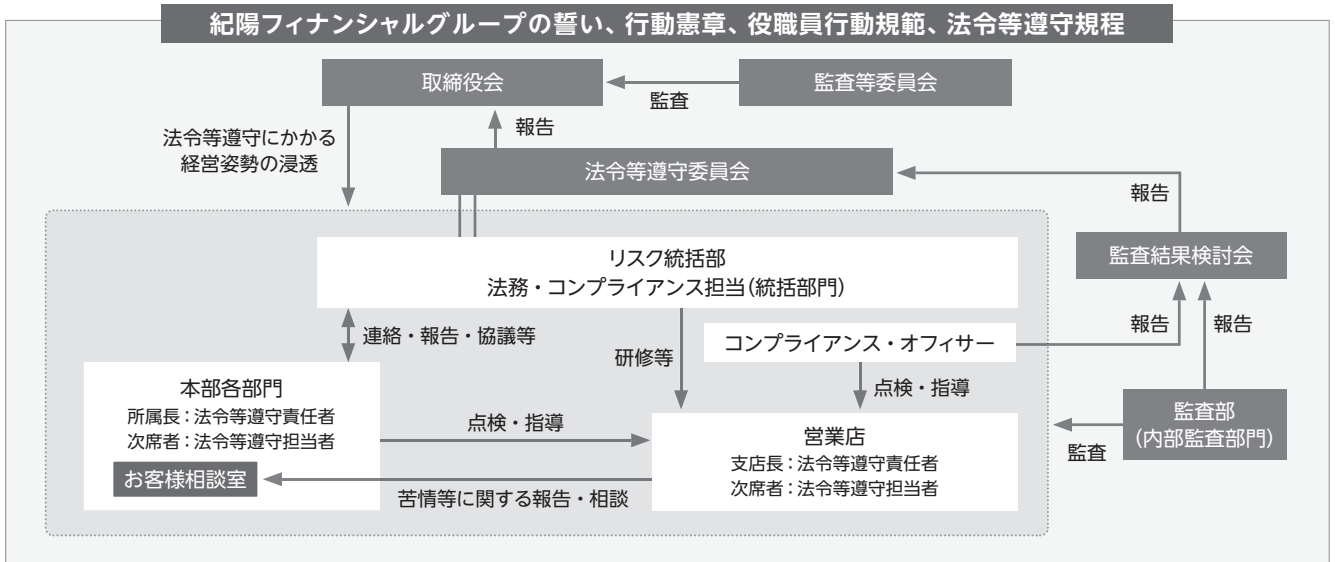 紀陽フィナンシャルグループの誓い、行動憲章、役職員行動規範、法令等遵守規程
取締役会
監査
監査等委員会
法令等遵守にかかる
経営姿勢の浸透
報告
法令等遵守委員会
報告
監査結果検討会
リスク統括部
法務・コンプライアンス担当(統括部門)
連絡・報告・協議等
研修等
コンプライアンス・オフィサー
報告
報告
点検・指導
本部各部門
所属長:法令等遵守責任者
次席者:法令等遵守担当者
お客様相談室
点検・指導
苦情等に関する報告・相談
営業店
支店長:法令等遵守責任者
次席者:法令等遵守担当者
監査
監査部
(内部監査部門)